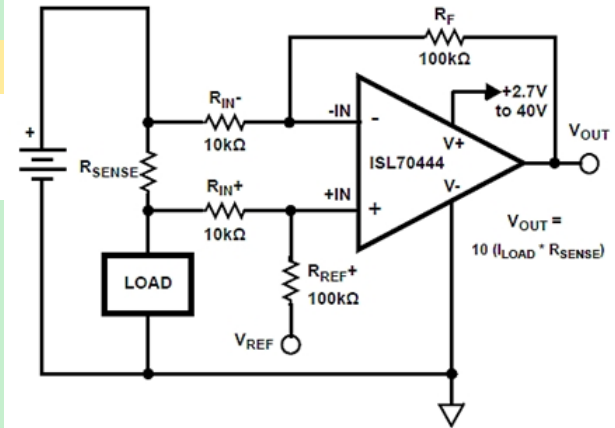 R_F
100kΩ
R_IN-
10kΩ
-IN
-
+2.7V
to 40V
V_OUT
+
R_SENSE
ISL70444
V+
V-
R_IN+
10kΩ
+IN
+
V_OUT =
10 (I_LOAD * R_SENSE)
LOAD
R_REF+
100kΩ
V_REF